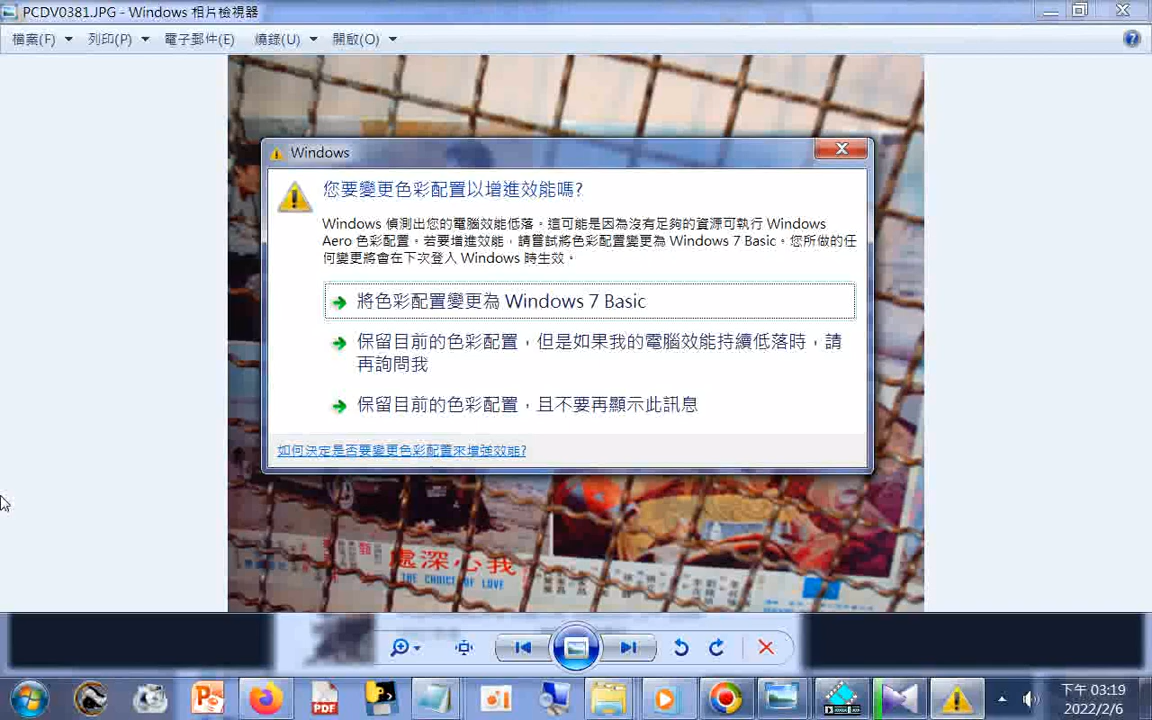 PCDV0381.JPG - Windows 相片檢視器
檔案(F) 列印(P) 電子郵件(E) 燒錄(U) 開啟(O)
Windows
您要變更色彩配置以增進效能嗎?
Windows 偵測出您的電腦效能低落。這可能是因為沒有足夠的資源可執行 Windows
Aero 色彩配置。若要增進效能，請嘗試將色彩配置變更為 Windows 7 Basic。您所做的任
何變更將會在下次登入 Windows 時生效。
將色彩配置變更為 Windows 7 Basic
保留目前的色彩配置，但是如果我的電腦效能持續低落時，請
再詢問我
保留目前的色彩配置，且不要再顯示此訊息
如何決定是否要變更色彩配置來增強效能?
處深心我
THE CHOICE OF LOVE
PDF
下午 03:19
2022/2/6